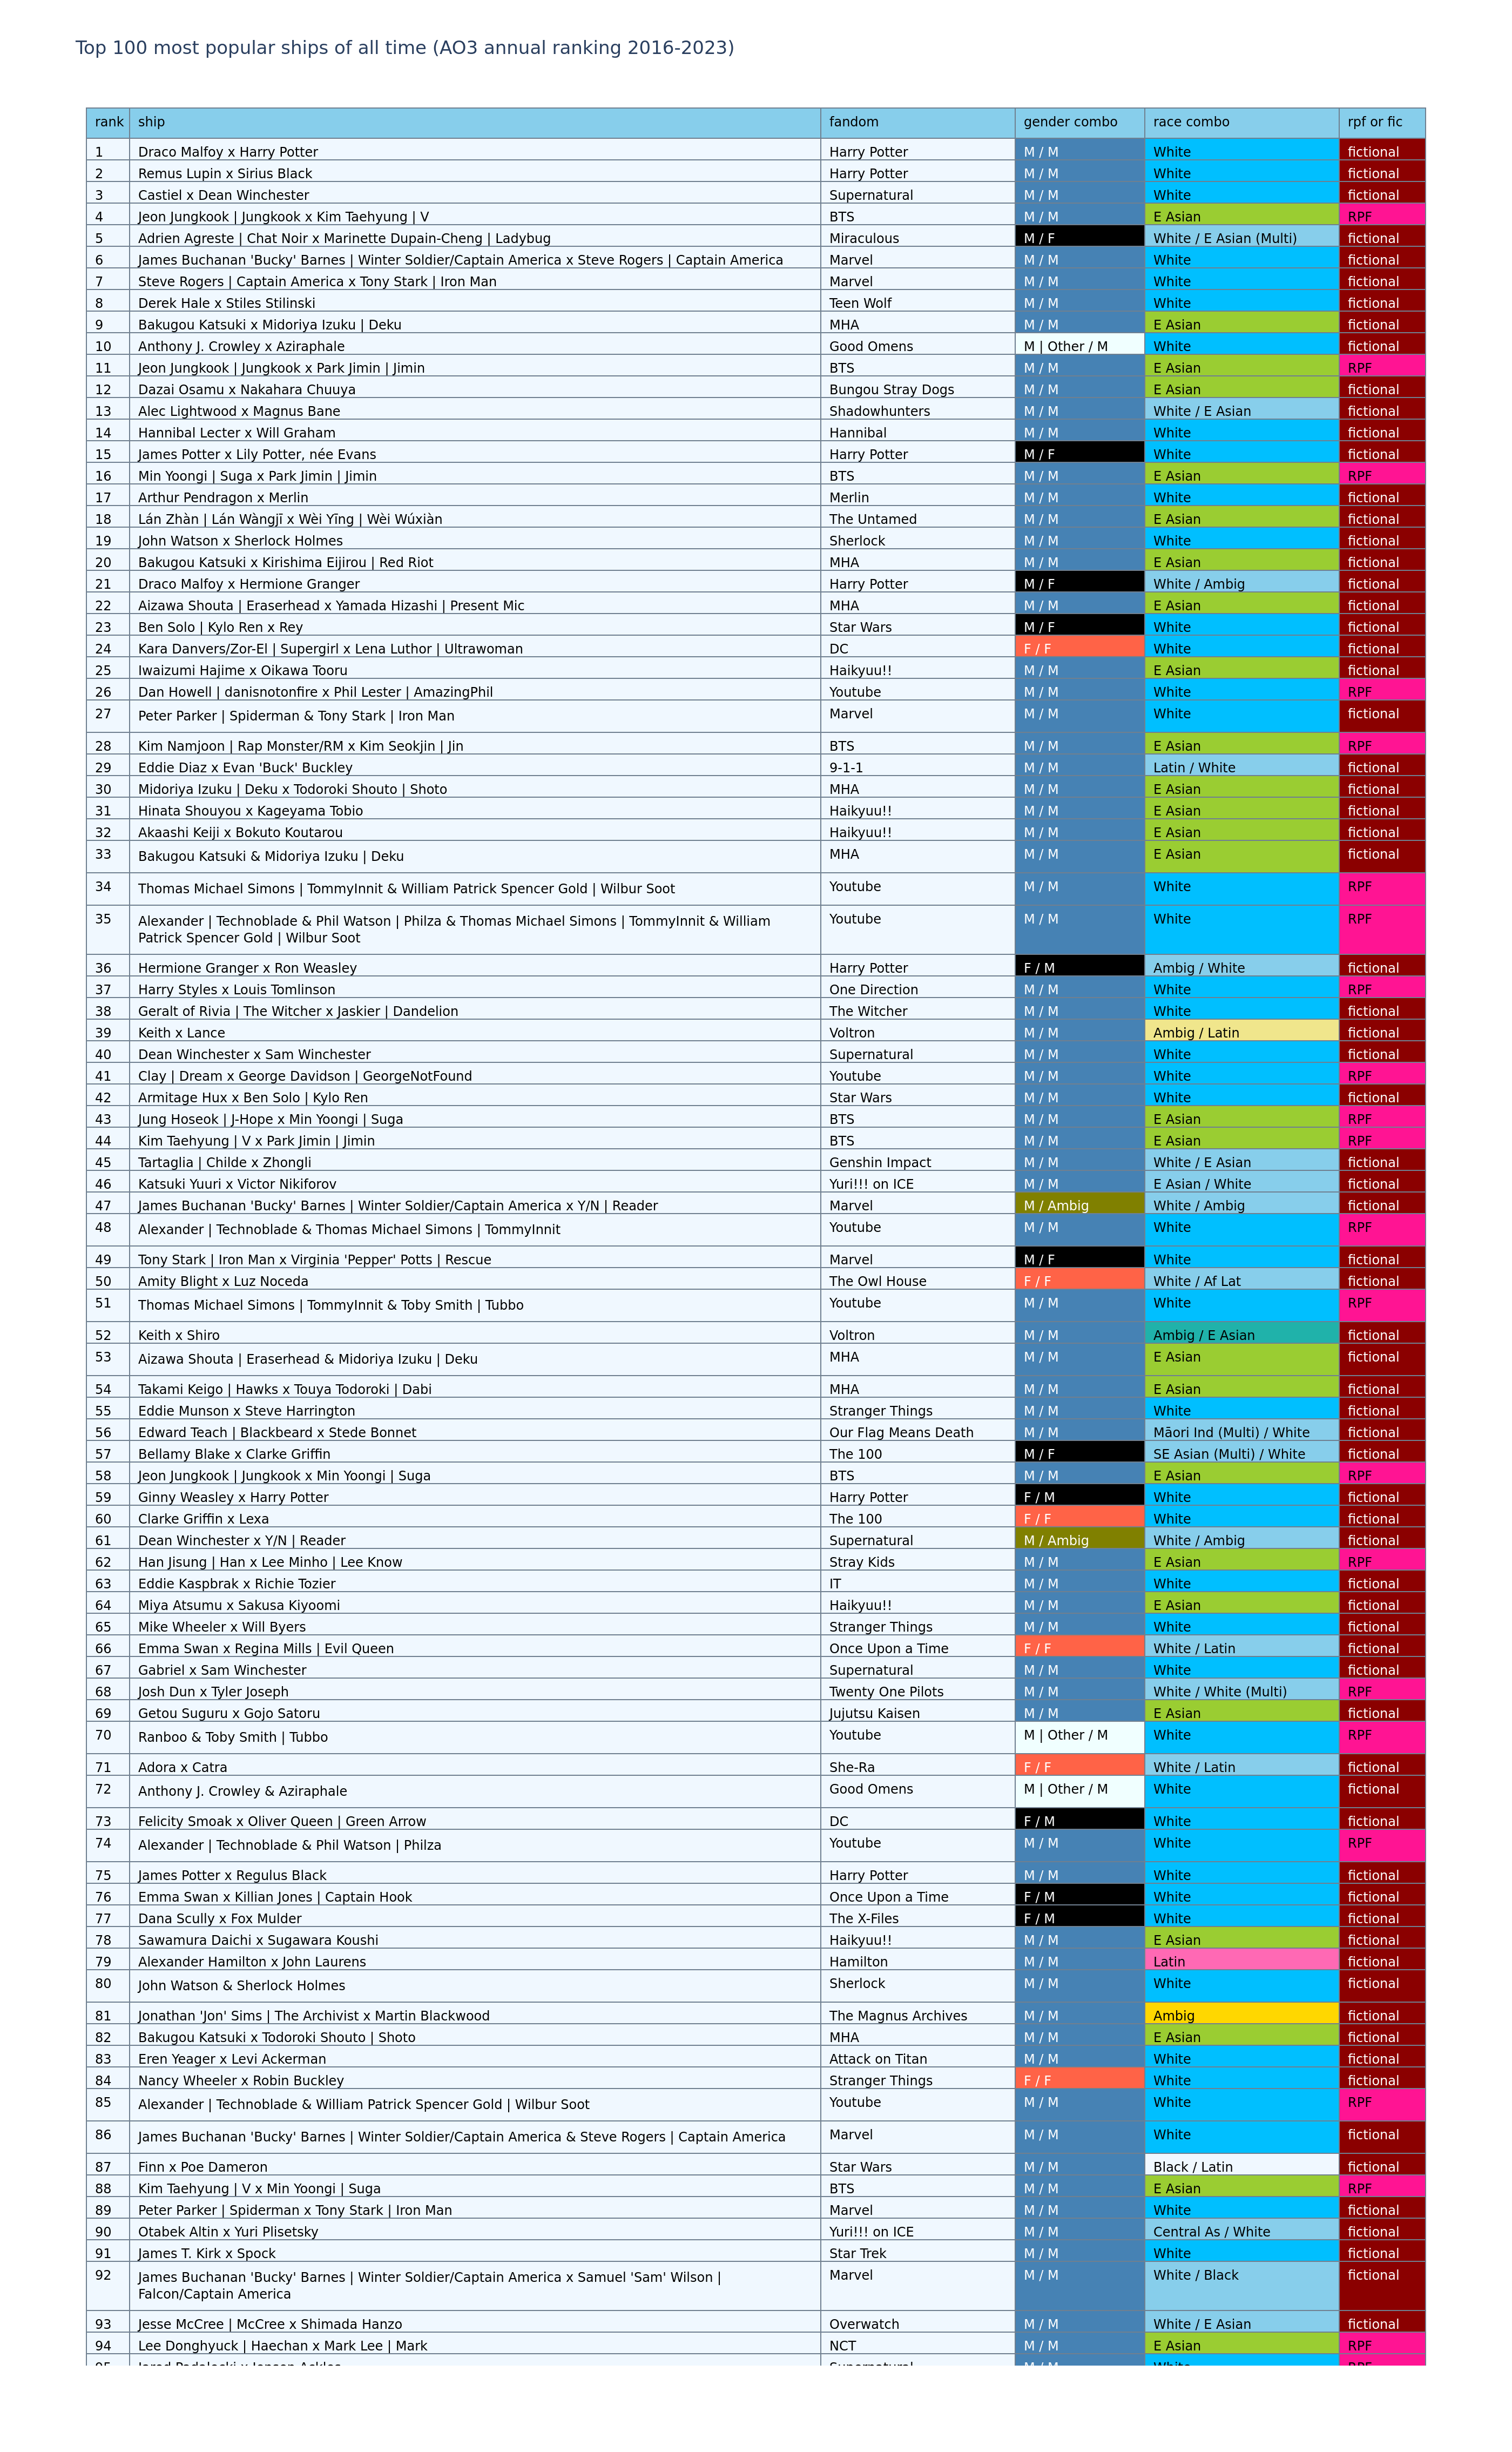 Top 100 most popular ships of all time (AO3 annual ranking 2016-2023)
rank ship fandom gender combo race combo rpf or fic
1 Draco Malfoy x Harry Potter Harry Potter M / M White fictional
2 Remus Lupin x Sirius Black Harry Potter M / M White fictional
3 Castiel x Dean Winchester Supernatural M / M White fictional
4 Jeon Jungkook | Jungkook x Kim Taehyung | V BTS M / M E Asian RPF
5 Adrien Agreste | Chat Noir x Marinette Dupain-Cheng | Ladybug Miraculous M / F White / E Asian (Multi) fictional
6 James Buchanan 'Bucky' Barnes | Winter Soldier/Captain America x Steve Rogers | Captain America Marvel M / M White fictional
7 Steve Rogers | Captain America x Tony Stark | Iron Man Marvel M / M White fictional
8 Derek Hale x Stiles Stilinski Teen Wolf M / M White fictional
9 Bakugou Katsuki x Midoriya Izuku | Deku MHA M / M E Asian fictional
10 Anthony J. Crowley x Aziraphale Good Omens M | Other / M White fictional
11 Jeon Jungkook | Jungkook x Park Jimin | Jimin BTS M / M E Asian RPF
12 Dazai Osamu x Nakahara Chuuya Bungou Stray Dogs M / M E Asian fictional
13 Alec Lightwood x Magnus Bane Shadowhunters M / M White / E Asian fictional
14 Hannibal Lecter x Will Graham Hannibal M / M White fictional
15 James Potter x Lily Potter, née Evans Harry Potter M / F White fictional
16 Min Yoongi | Suga x Park Jimin | Jimin BTS M / M E Asian RPF
17 Arthur Pendragon x Merlin Merlin M / M White fictional
18 Lán Zhàn | Lán Wàngjī x Wèi Yīng | Wèi Wúxiàn The Untamed M / M E Asian fictional
19 John Watson x Sherlock Holmes Sherlock M / M White fictional
20 Bakugou Katsuki x Kirishima Eijirou | Red Riot MHA M / M E Asian fictional
21 Draco Malfoy x Hermione Granger Harry Potter M / F White / Ambig fictional
22 Aizawa Shouta | Eraserhead x Yamada Hizashi | Present Mic MHA M / M E Asian fictional
23 Ben Solo | Kylo Ren x Rey Star Wars M / F White fictional
24 Kara Danvers/Zor-El | Supergirl x Lena Luthor | Ultrawoman DC F / F White fictional
25 Iwaizumi Hajime x Oikawa Tooru Haikyuu!! M / M E Asian fictional
26 Dan Howell | danisnotonfire x Phil Lester | AmazingPhil Youtube M / M White RPF
27 Peter Parker | Spiderman & Tony Stark | Iron Man Marvel M / M White fictional
28 Kim Namjoon | Rap Monster/RM x Kim Seokjin | Jin BTS M / M E Asian RPF
29 Eddie Diaz x Evan 'Buck' Buckley 9-1-1 M / M Latin / White fictional
30 Midoriya Izuku | Deku x Todoroki Shouto | Shoto MHA M / M E Asian fictional
31 Hinata Shouyou x Kageyama Tobio Haikyuu!! M / M E Asian fictional
32 Akaashi Keiji x Bokuto Koutarou Haikyuu!! M / M E Asian fictional
33 Bakugou Katsuki & Midoriya Izuku | Deku MHA M / M E Asian fictional
34 Thomas Michael Simons | TommyInnit & William Patrick Spencer Gold | Wilbur Soot Youtube M / M White RPF
35 Alexander | Technoblade & Phil Watson | Philza & Thomas Michael Simons | TommyInnit & William Youtube M / M White RPF
Patrick Spencer Gold | Wilbur Soot
36 Hermione Granger x Ron Weasley Harry Potter F / M Ambig / White fictional
37 Harry Styles x Louis Tomlinson One Direction M / M White RPF
38 Geralt of Rivia | The Witcher x Jaskier | Dandelion The Witcher M / M White fictional
39 Keith x Lance Voltron M / M Ambig / Latin fictional
40 Dean Winchester x Sam Winchester Supernatural M / M White fictional
41 Clay | Dream x George Davidson | GeorgeNotFound Youtube M / M White RPF
42 Armitage Hux x Ben Solo | Kylo Ren Star Wars M / M White fictional
43 Jung Hoseok | J-Hope x Min Yoongi | Suga BTS M / M E Asian RPF
44 Kim Taehyung | V x Park Jimin | Jimin BTS M / M E Asian RPF
45 Tartaglia | Childe x Zhongli Genshin Impact M / M White / E Asian fictional
46 Katsuki Yuuri x Victor Nikiforov Yuri!!! on ICE M / M E Asian / White fictional
47 James Buchanan 'Bucky' Barnes | Winter Soldier/Captain America x Y/N | Reader Marvel M / Ambig White / Ambig fictional
48 Alexander | Technoblade & Thomas Michael Simons | TommyInnit Youtube M / M White RPF
49 Tony Stark | Iron Man x Virginia 'Pepper' Potts | Rescue Marvel M / F White fictional
50 Amity Blight x Luz Noceda The Owl House F / F White / Af Lat fictional
51 Thomas Michael Simons | TommyInnit & Toby Smith | Tubbo Youtube M / M White RPF
52 Keith x Shiro Voltron M / M Ambig / E Asian fictional
53 Aizawa Shouta | Eraserhead & Midoriya Izuku | Deku MHA M / M E Asian fictional
54 Takami Keigo | Hawks x Touya Todoroki | Dabi MHA M / M E Asian fictional
55 Eddie Munson x Steve Harrington Stranger Things M / M White fictional
56 Edward Teach | Blackbeard x Stede Bonnet Our Flag Means Death M / M Māori Ind (Multi) / White fictional
57 Bellamy Blake x Clarke Griffin The 100 M / F SE Asian (Multi) / White fictional
58 Jeon Jungkook | Jungkook x Min Yoongi | Suga BTS M / M E Asian RPF
59 Ginny Weasley x Harry Potter Harry Potter F / M White fictional
60 Clarke Griffin x Lexa The 100 F / F White fictional
61 Dean Winchester x Y/N | Reader Supernatural M / Ambig White / Ambig fictional
62 Han Jisung | Han x Lee Minho | Lee Know Stray Kids M / M E Asian RPF
63 Eddie Kaspbrak x Richie Tozier IT M / M White fictional
64 Miya Atsumu x Sakusa Kiyoomi Haikyuu!! M / M E Asian fictional
65 Mike Wheeler x Will Byers Stranger Things M / M White fictional
66 Emma Swan x Regina Mills | Evil Queen Once Upon a Time F / F White / Latin fictional
67 Gabriel x Sam Winchester Supernatural M / M White fictional
68 Josh Dun x Tyler Joseph Twenty One Pilots M / M White / White (Multi) RPF
69 Getou Suguru x Gojo Satoru Jujutsu Kaisen M / M E Asian fictional
70 Ranboo & Toby Smith | Tubbo Youtube M | Other / M White RPF
71 Adora x Catra She-Ra F / F White / Latin fictional
72 Anthony J. Crowley & Aziraphale Good Omens M | Other / M White fictional
73 Felicity Smoak x Oliver Queen | Green Arrow DC F / M White fictional
74 Alexander | Technoblade & Phil Watson | Philza Youtube M / M White RPF
75 James Potter x Regulus Black Harry Potter M / M White fictional
76 Emma Swan x Killian Jones | Captain Hook Once Upon a Time F / M White fictional
77 Dana Scully x Fox Mulder The X-Files F / M White fictional
78 Sawamura Daichi x Sugawara Koushi Haikyuu!! M / M E Asian fictional
79 Alexander Hamilton x John Laurens Hamilton M / M Latin fictional
80 John Watson & Sherlock Holmes Sherlock M / M White fictional
81 Jonathan 'Jon' Sims | The Archivist x Martin Blackwood The Magnus Archives M / M Ambig fictional
82 Bakugou Katsuki x Todoroki Shouto | Shoto MHA M / M E Asian fictional
83 Eren Yeager x Levi Ackerman Attack on Titan M / M White fictional
84 Nancy Wheeler x Robin Buckley Stranger Things F / F White fictional
85 Alexander | Technoblade & William Patrick Spencer Gold | Wilbur Soot Youtube M / M White RPF
86 James Buchanan 'Bucky' Barnes | Winter Soldier/Captain America & Steve Rogers | Captain America Marvel M / M White fictional
87 Finn x Poe Dameron Star Wars M / M Black / Latin fictional
88 Kim Taehyung | V x Min Yoongi | Suga BTS M / M E Asian RPF
89 Peter Parker | Spiderman x Tony Stark | Iron Man Marvel M / M White fictional
90 Otabek Altin x Yuri Plisetsky Yuri!!! on ICE M / M Central As / White fictional
91 James T. Kirk x Spock Star Trek M / M White fictional
92 James Buchanan 'Bucky' Barnes | Winter Soldier/Captain America x Samuel 'Sam' Wilson | Marvel M / M White / Black fictional
Falcon/Captain America
93 Jesse McCree | McCree x Shimada Hanzo Overwatch M / M White / E Asian fictional
94 Lee Donghyuck | Haechan x Mark Lee | Mark NCT M / M E Asian RPF